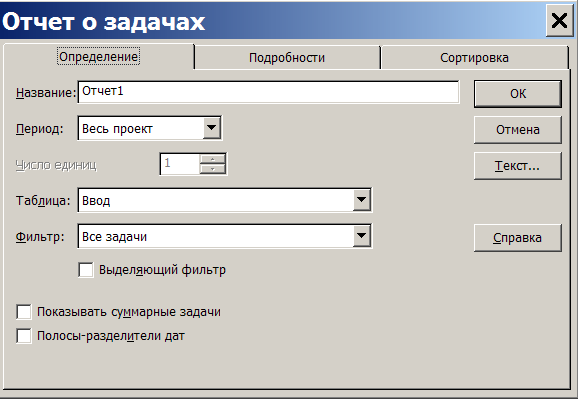 Отчет о задачах
Определение
Подробности
Сортировка
Название: Отчет1
ОК
Период: Весь проект
Отмена
Число единиц 1
Текст...
Таблица: Ввод
Фильтр: Все задачи
Справка
Выделяющий фильтр
Показывать суммарные задачи
Полосы-разделители дат